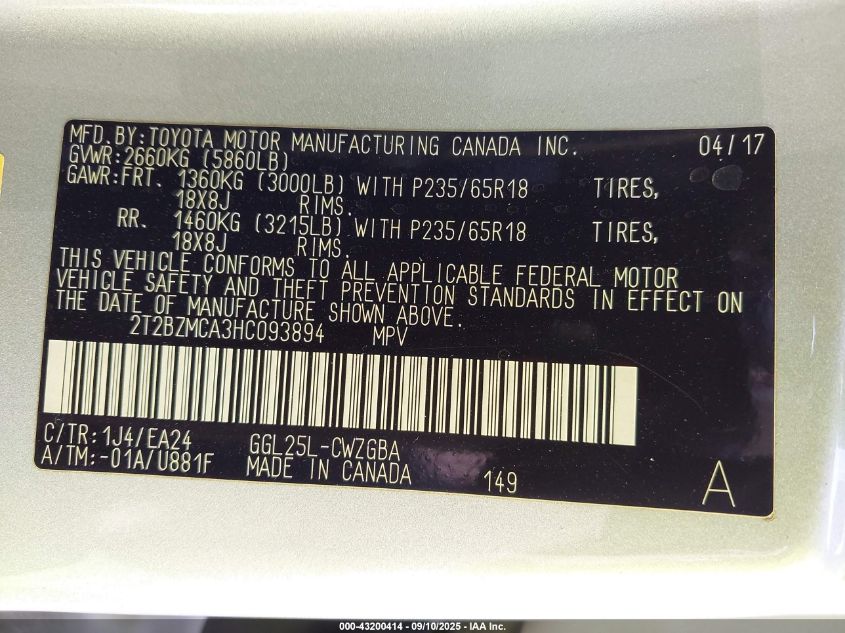 MFD. BY: TOYOTA MOTOR MANUFACTURING CANADA INC. 04/17
GVWR: 2660KG (5860LB)
GAWR: FRT. 1360KG (3000LB) WITH P235/65R18 TIRES,
18X8J RIMS.
RR. 1460KG (3215LB) WITH P235/65R18 TIRES,
18X8J RIMS.
THIS VEHICLE CONFORMS TO ALL APPLICABLE FEDERAL MOTOR
VEHICLE SAFETY AND THEFT PREVENTION STANDARDS IN EFFECT ON
THE DATE OF MANUFACTURE SHOWN ABOVE.
2T2BZMCA3HC093894 MPV
C/TR: 1J4/EA24 GGL25L-CWZGBA
A/TM: -01A/U881F MADE IN CANADA 149 A
000-43200414 - 09/10/2025 - IAA Inc.